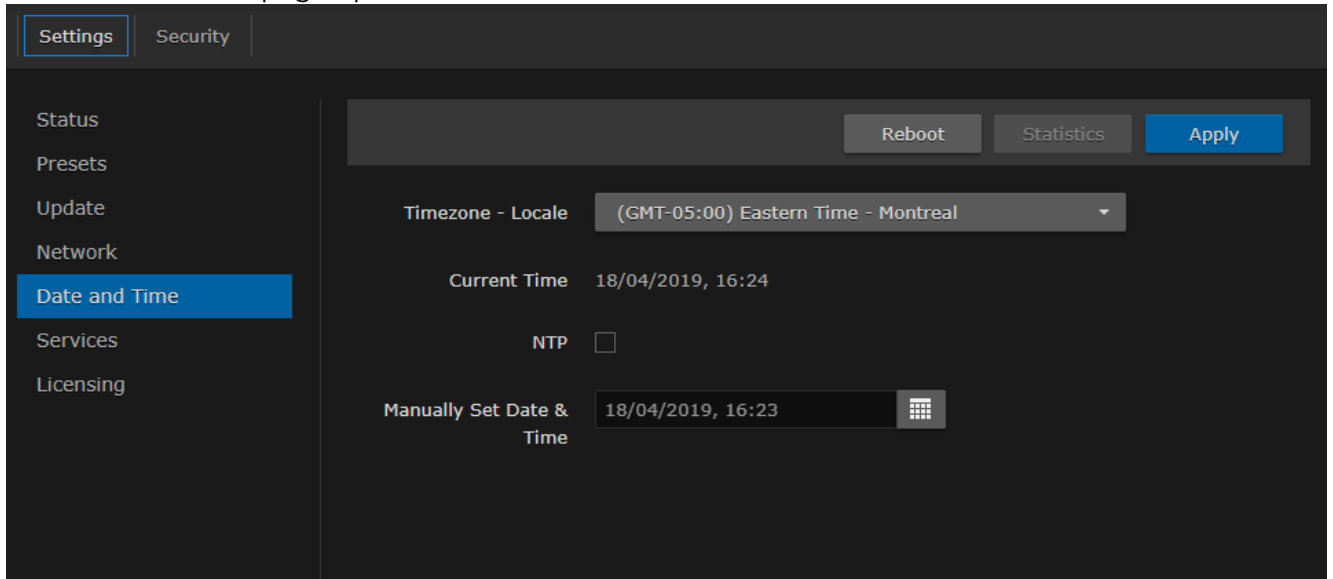 Settings Security
Status
Reboot Statistics Apply
Presets
Update
Timezone - Locale (GMT-05:00) Eastern Time - Montreal
Network
Current Time 18/04/2019, 16:24
Date and Time
Services
NTP
Licensing
Manually Set Date & 18/04/2019, 16:23
Time